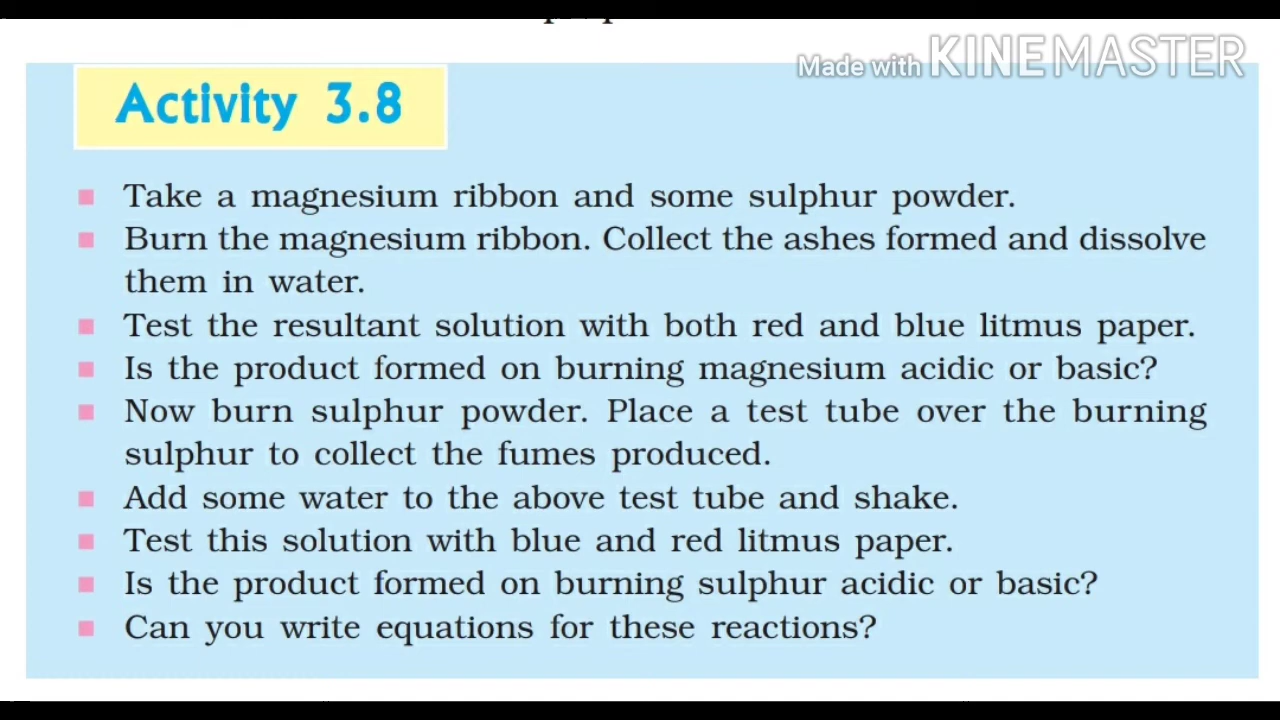 Made with KINEMASTER
Activity 3.8
Take a magnesium ribbon and some sulphur powder.
Burn the magnesium ribbon. Collect the ashes formed and dissolve
them in water.
Test the resultant solution with both red and blue litmus paper.
Is the product formed on burning magnesium acidic or basic?
Now burn sulphur powder. Place a test tube over the burning
sulphur to collect the fumes produced.
Add some water to the above test tube and shake.
Test this solution with blue and red litmus paper.
Is the product formed on burning sulphur acidic or basic?
Can you write equations for these reactions?